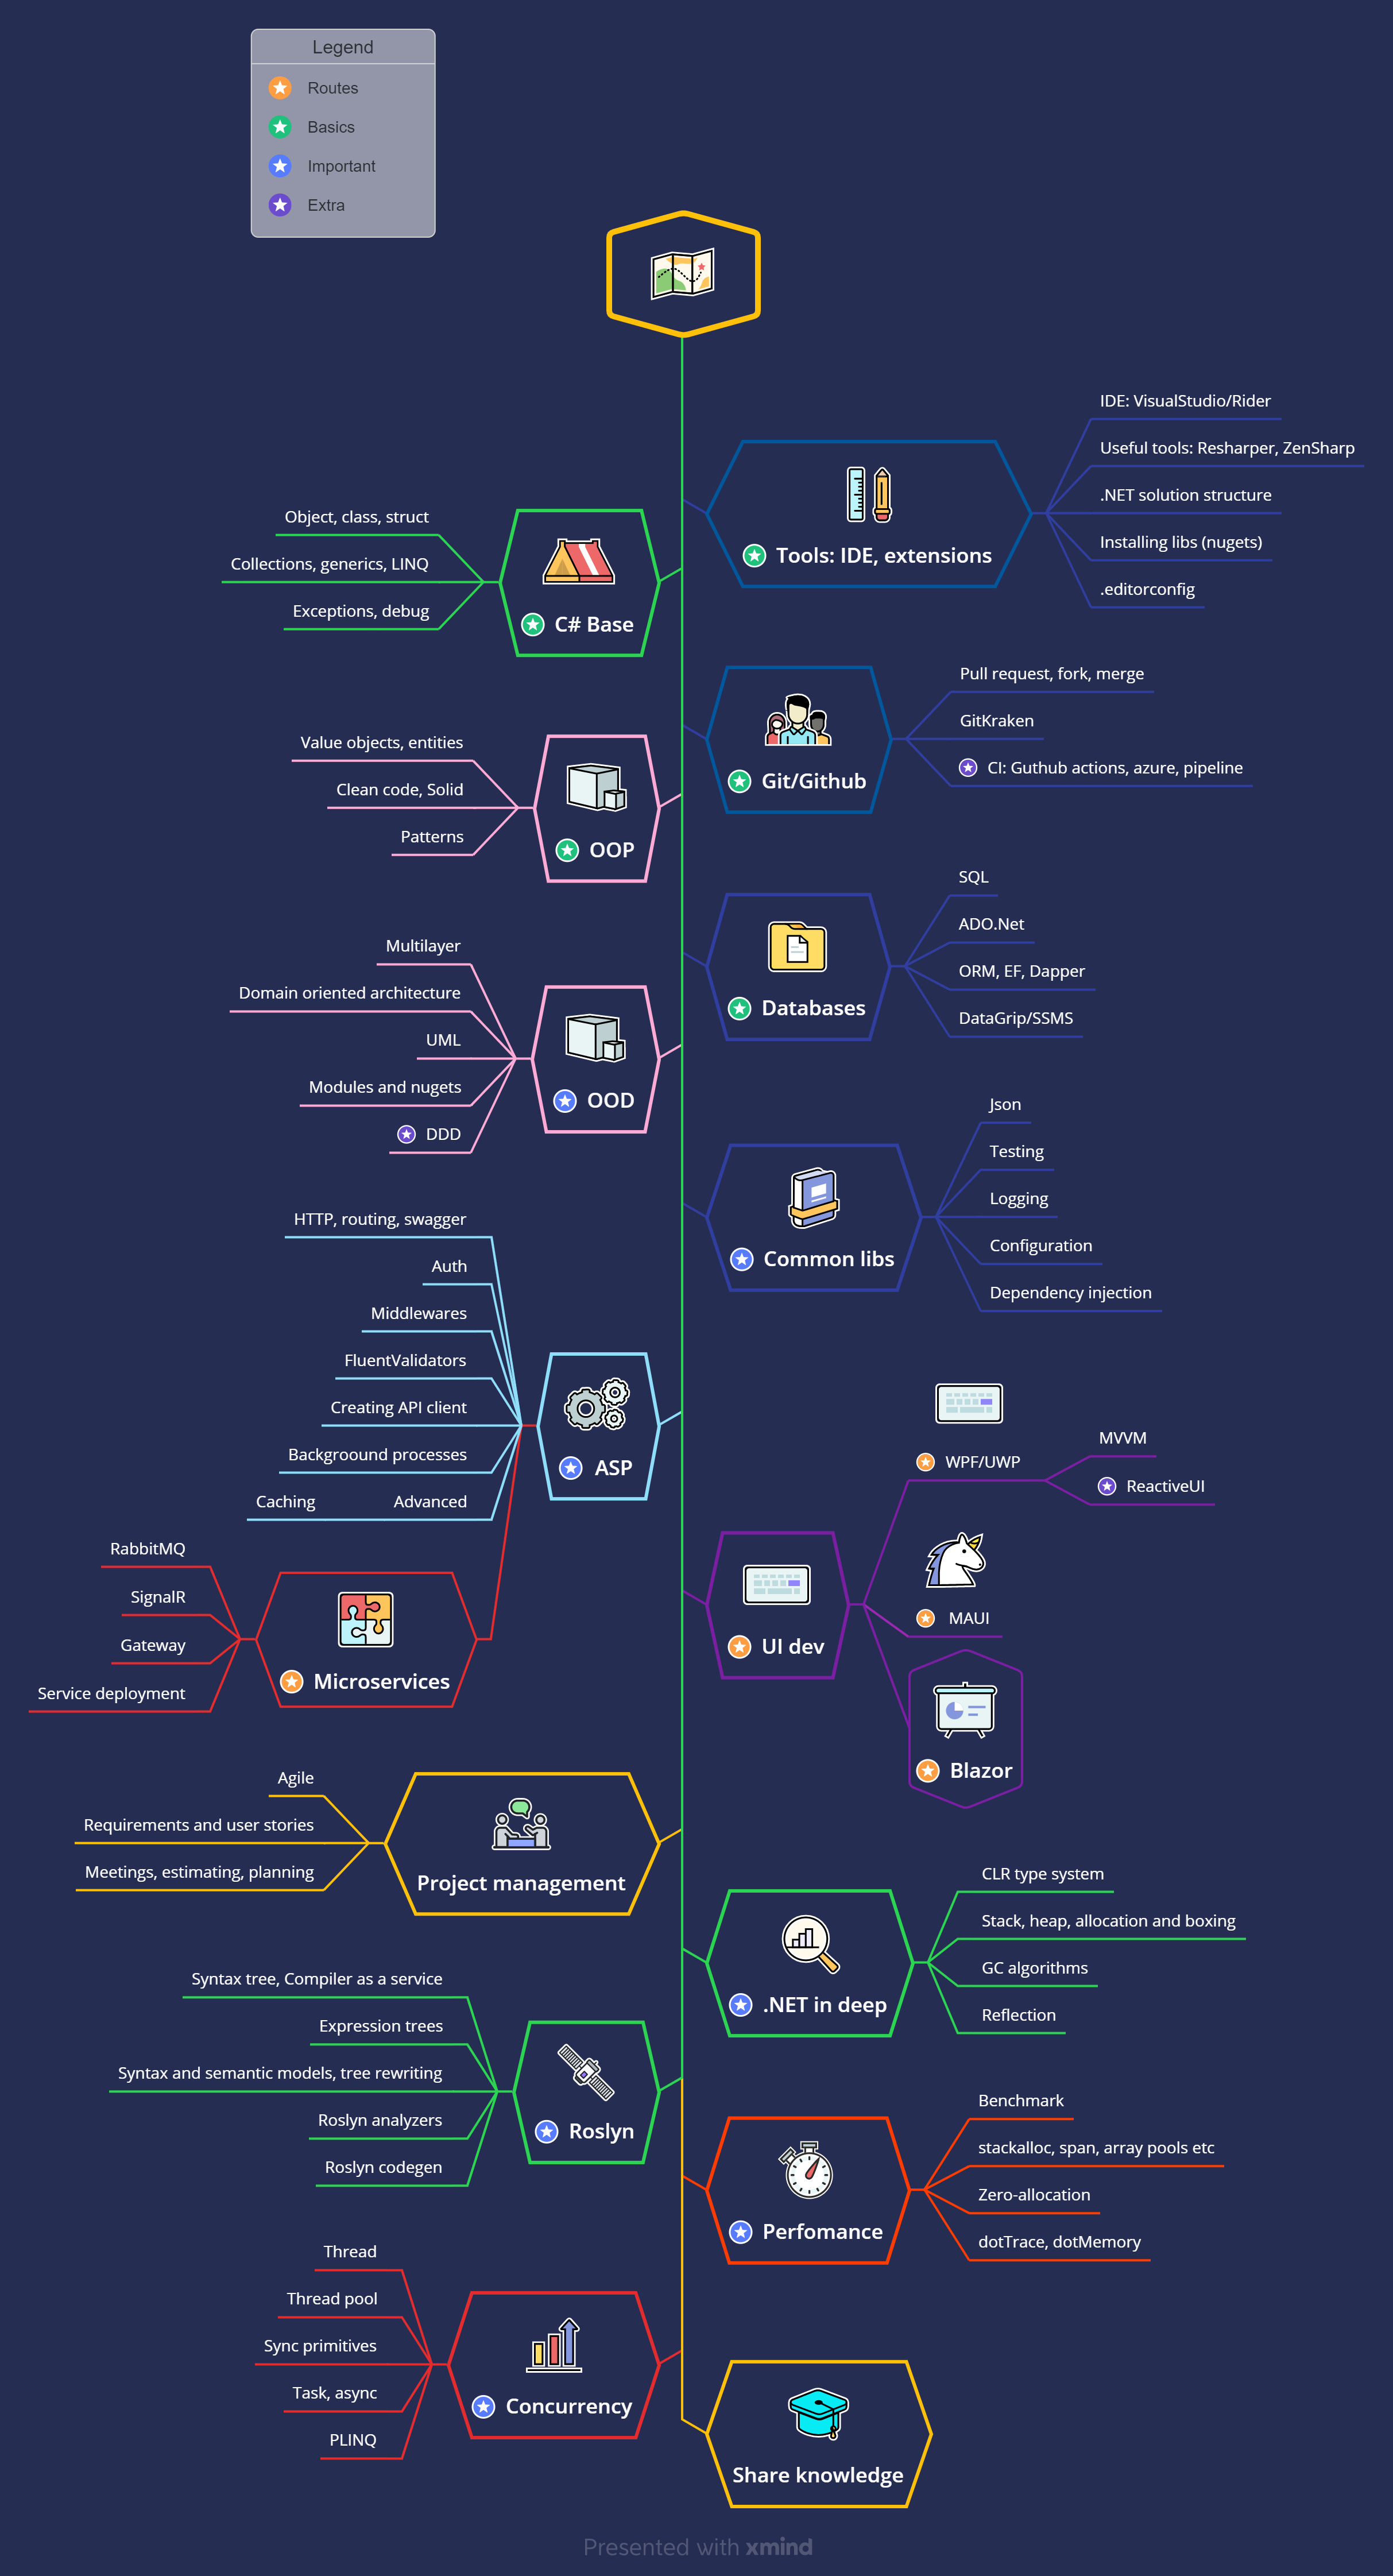 Legend
Routes
Basics
Important
Extra
Tools: IDE, extensions
IDE: VisualStudio/Rider
Useful tools: Resharper, ZenSharp
.NET solution structure
Installing libs (nugets)
.editorconfig
C# Base
Object, class, struct
Collections, generics, LINQ
Exceptions, debug
Git/Github
Pull request, fork, merge
GitKraken
CI: Guthub actions, azure, pipeline
OOP
Value objects, entities
Clean code, Solid
Patterns
Databases
SQL
ADO.Net
ORM, EF, Dapper
DataGrip/SSMS
OOD
Multilayer
Domain oriented architecture
UML
Modules and nugets
DDD
Common libs
Json
Testing
Logging
Configuration
Dependency injection
ASP
HTTP, routing, swagger
Auth
Middlewares
FluentValidators
Creating API client
Backgroound processes
Caching
Advanced
Microservices
RabbitMQ
SignalR
Gateway
Service deployment
UI dev
WPF/UWP
MVVM
ReactiveUI
MAUI
Blazor
Project management
Agile
Requirements and user stories
Meetings, estimating, planning
.NET in deep
CLR type system
Stack, heap, allocation and boxing
GC algorithms
Reflection
Roslyn
Syntax tree, Compiler as a service
Expression trees
Syntax and semantic models, tree rewriting
Roslyn analyzers
Roslyn codegen
Perfomance
Benchmark
stackalloc, span, array pools etc
Zero-allocation
dotTrace, dotMemory
Concurrency
Thread
Thread pool
Sync primitives
Task, async
PLINQ
Share knowledge
Presented with xmind